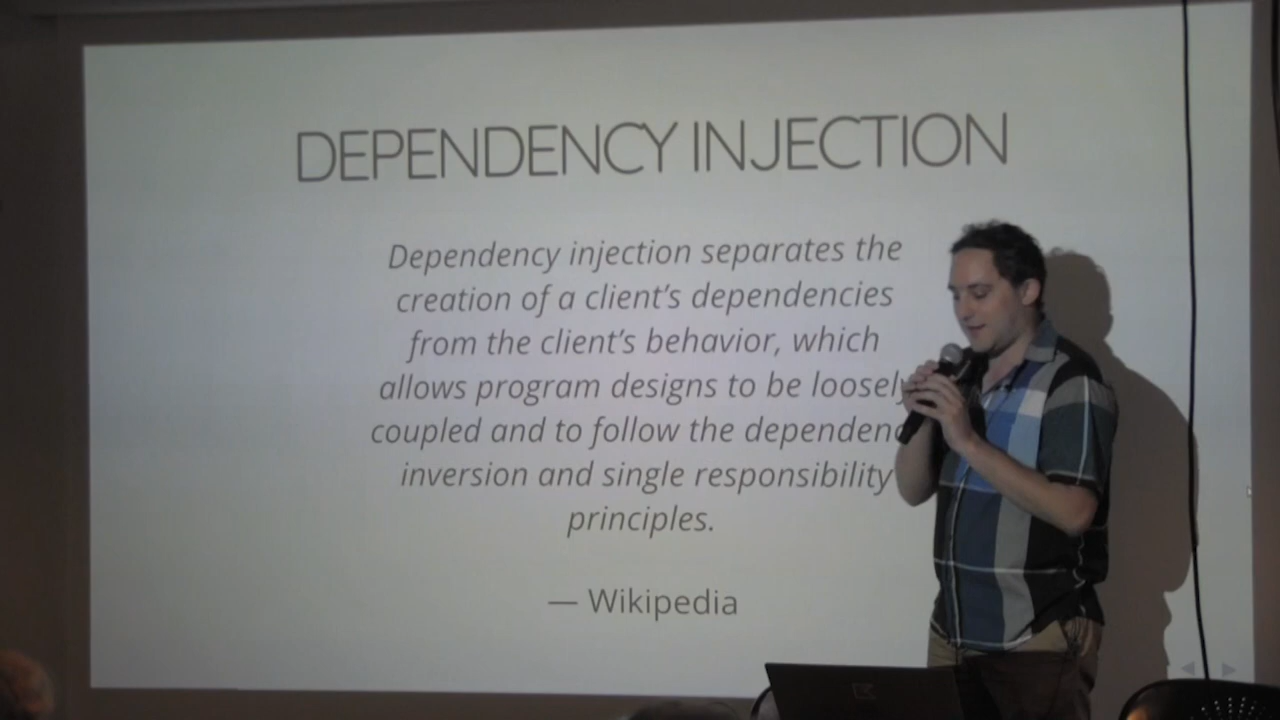 DEPENDENCY INJECTION
Dependency injection separates the
creation of a client's dependencies
from the client's behavior, which
allows program designs to be loosely
coupled and to follow the
inversion and single responsibility
principles.
— Wikipedia